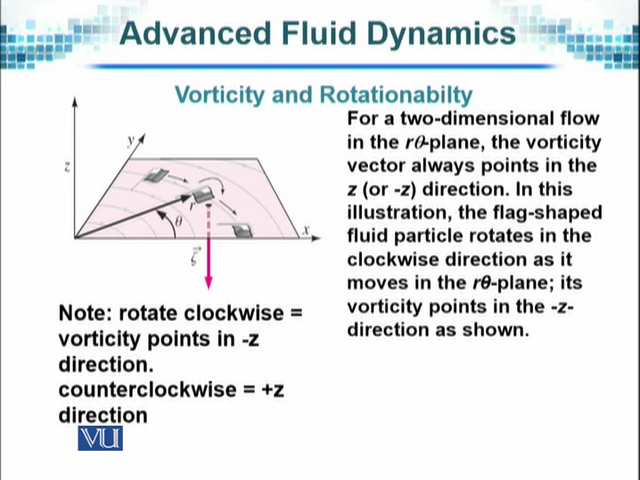 Advanced Fluid Dynamics
Vorticity and Rotationabilty
For a two-dimensional flow
in the rθ-plane, the vorticity
vector always points in the
z (or -z) direction. In this
illustration, the flag-shaped
fluid particle rotates in the
clockwise direction as it
moves in the rθ-plane; its
vorticity points in the -z-
direction as shown.
y
z
r
θ
x
ζ
Note: rotate clockwise =
vorticity points in -z
direction.
counterclockwise = +z
direction
VU